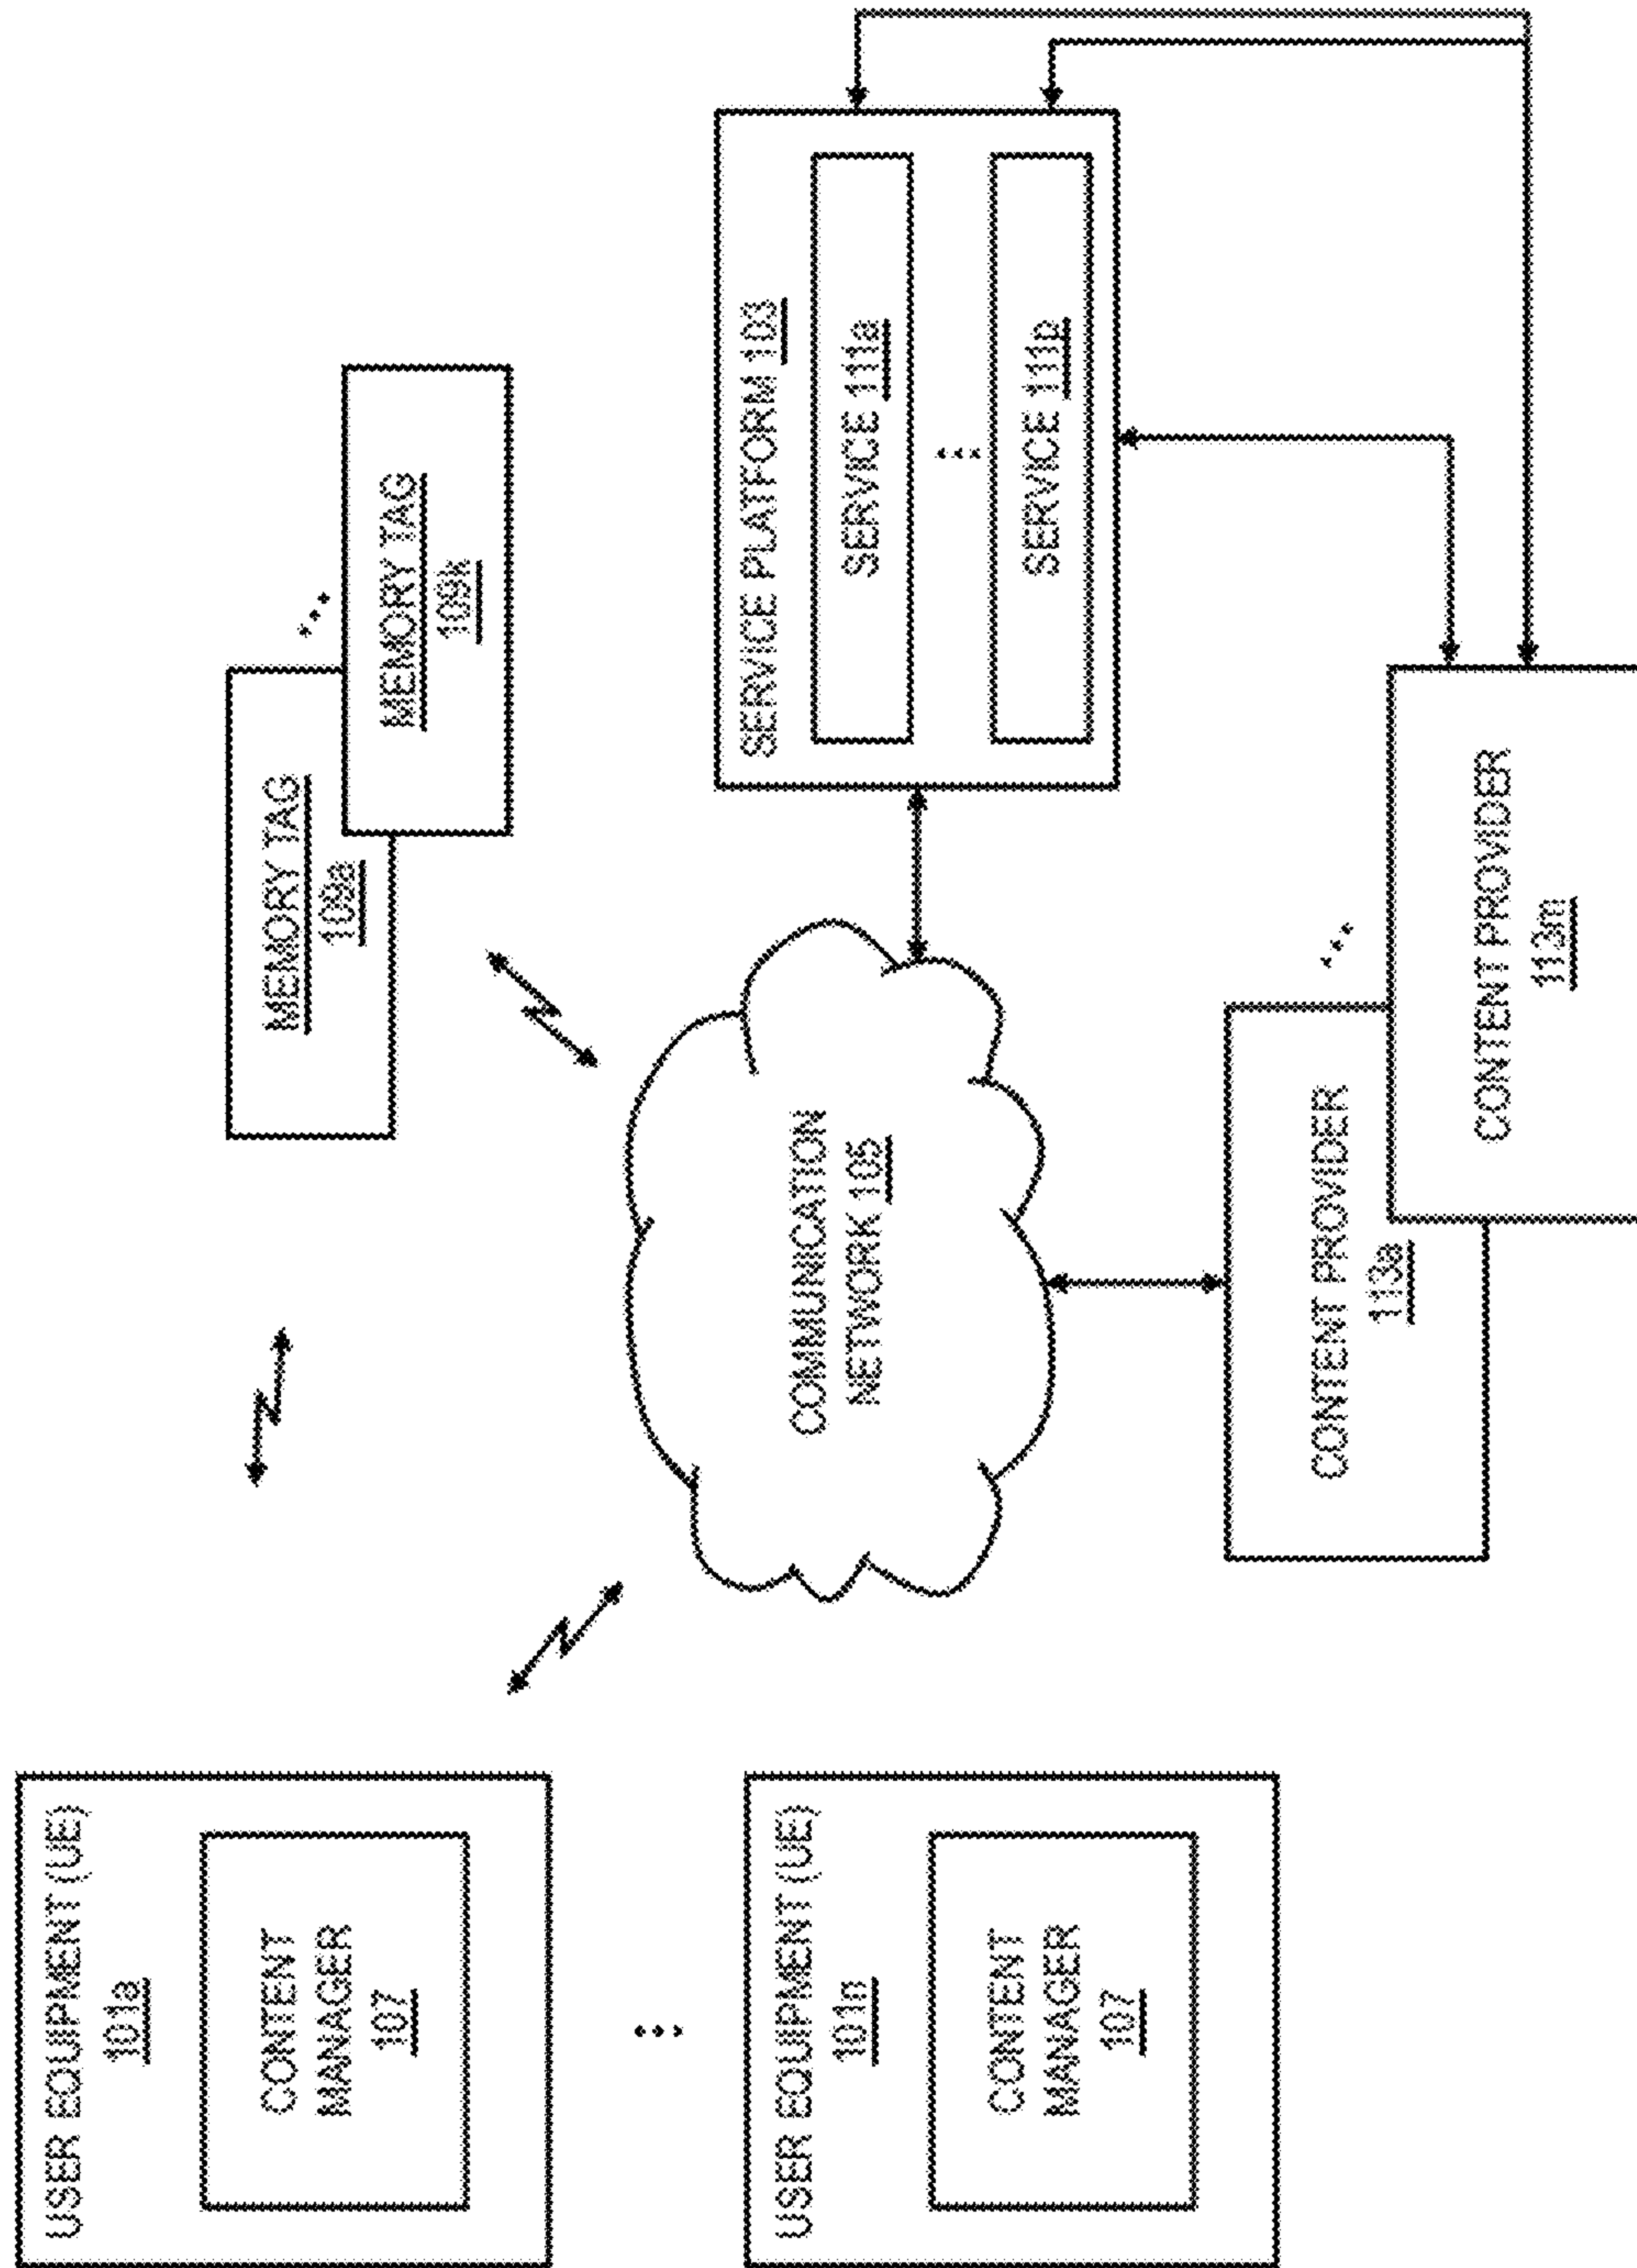 USER EQUIPMENT (UE)
101a
CONTENT
MANAGER
107
...
USER EQUIPMENT (UE)
101n
CONTENT
MANAGER
107
MEMORY TAG
109a
...
MEMORY TAG
109k
COMMUNICATION
NETWORK 105
SERVICE PLATFORM 103
SERVICE 111a
...
SERVICE 111p
CONTENT PROVIDER
113a
...
CONTENT PROVIDER
113m